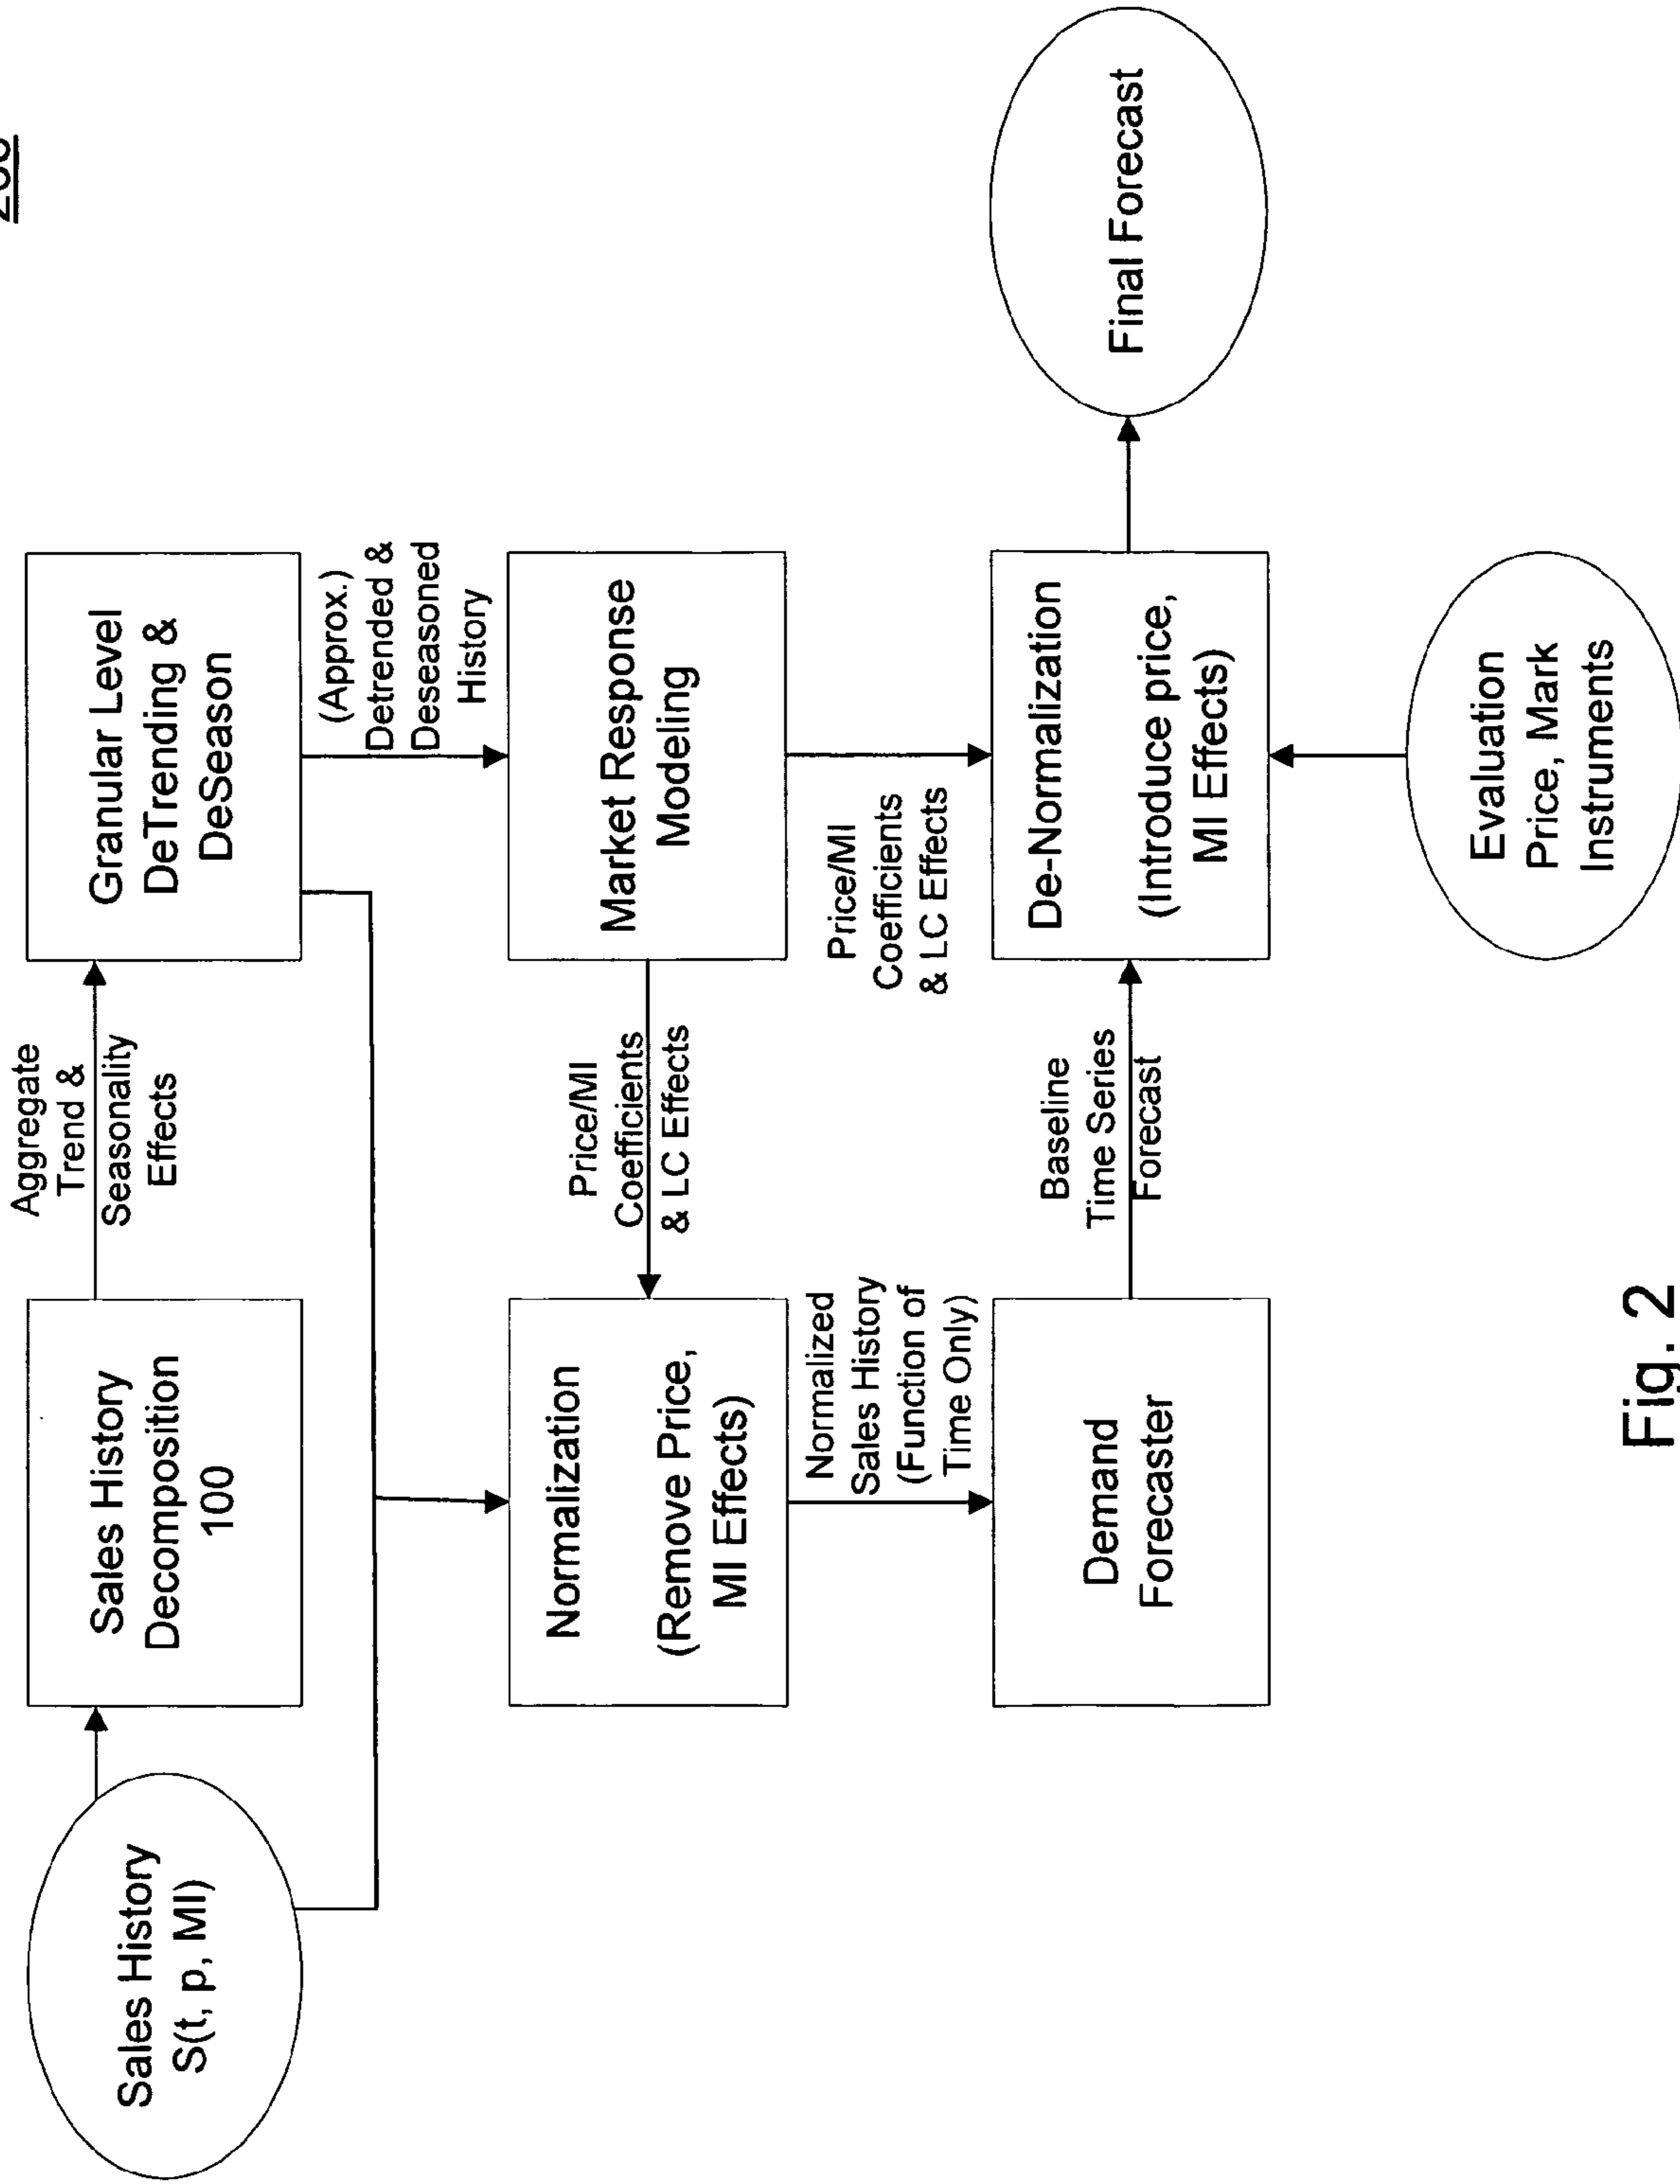 200
Sales History
S(t, p, MI)
Sales History
Decomposition
100
Aggregate
Trend &
Seasonality
Effects
Granular Level
DeTrending &
DeSeason
(Approx.)
Detrended &
Deseasoned
History
Normalization
(Remove Price,
MI Effects)
Price/MI
Coefficients
& LC Effects
Market Response
Modeling
Normalized
Sales History
(Function of
Time Only)
Price/MI
Coefficients
& LC Effects
Demand
Forecaster
Baseline
Time Series
Forecast
De-Normalization
(Introduce price,
MI Effects)
Final Forecast
Evaluation
Price, Mark
Instruments
Fig. 2